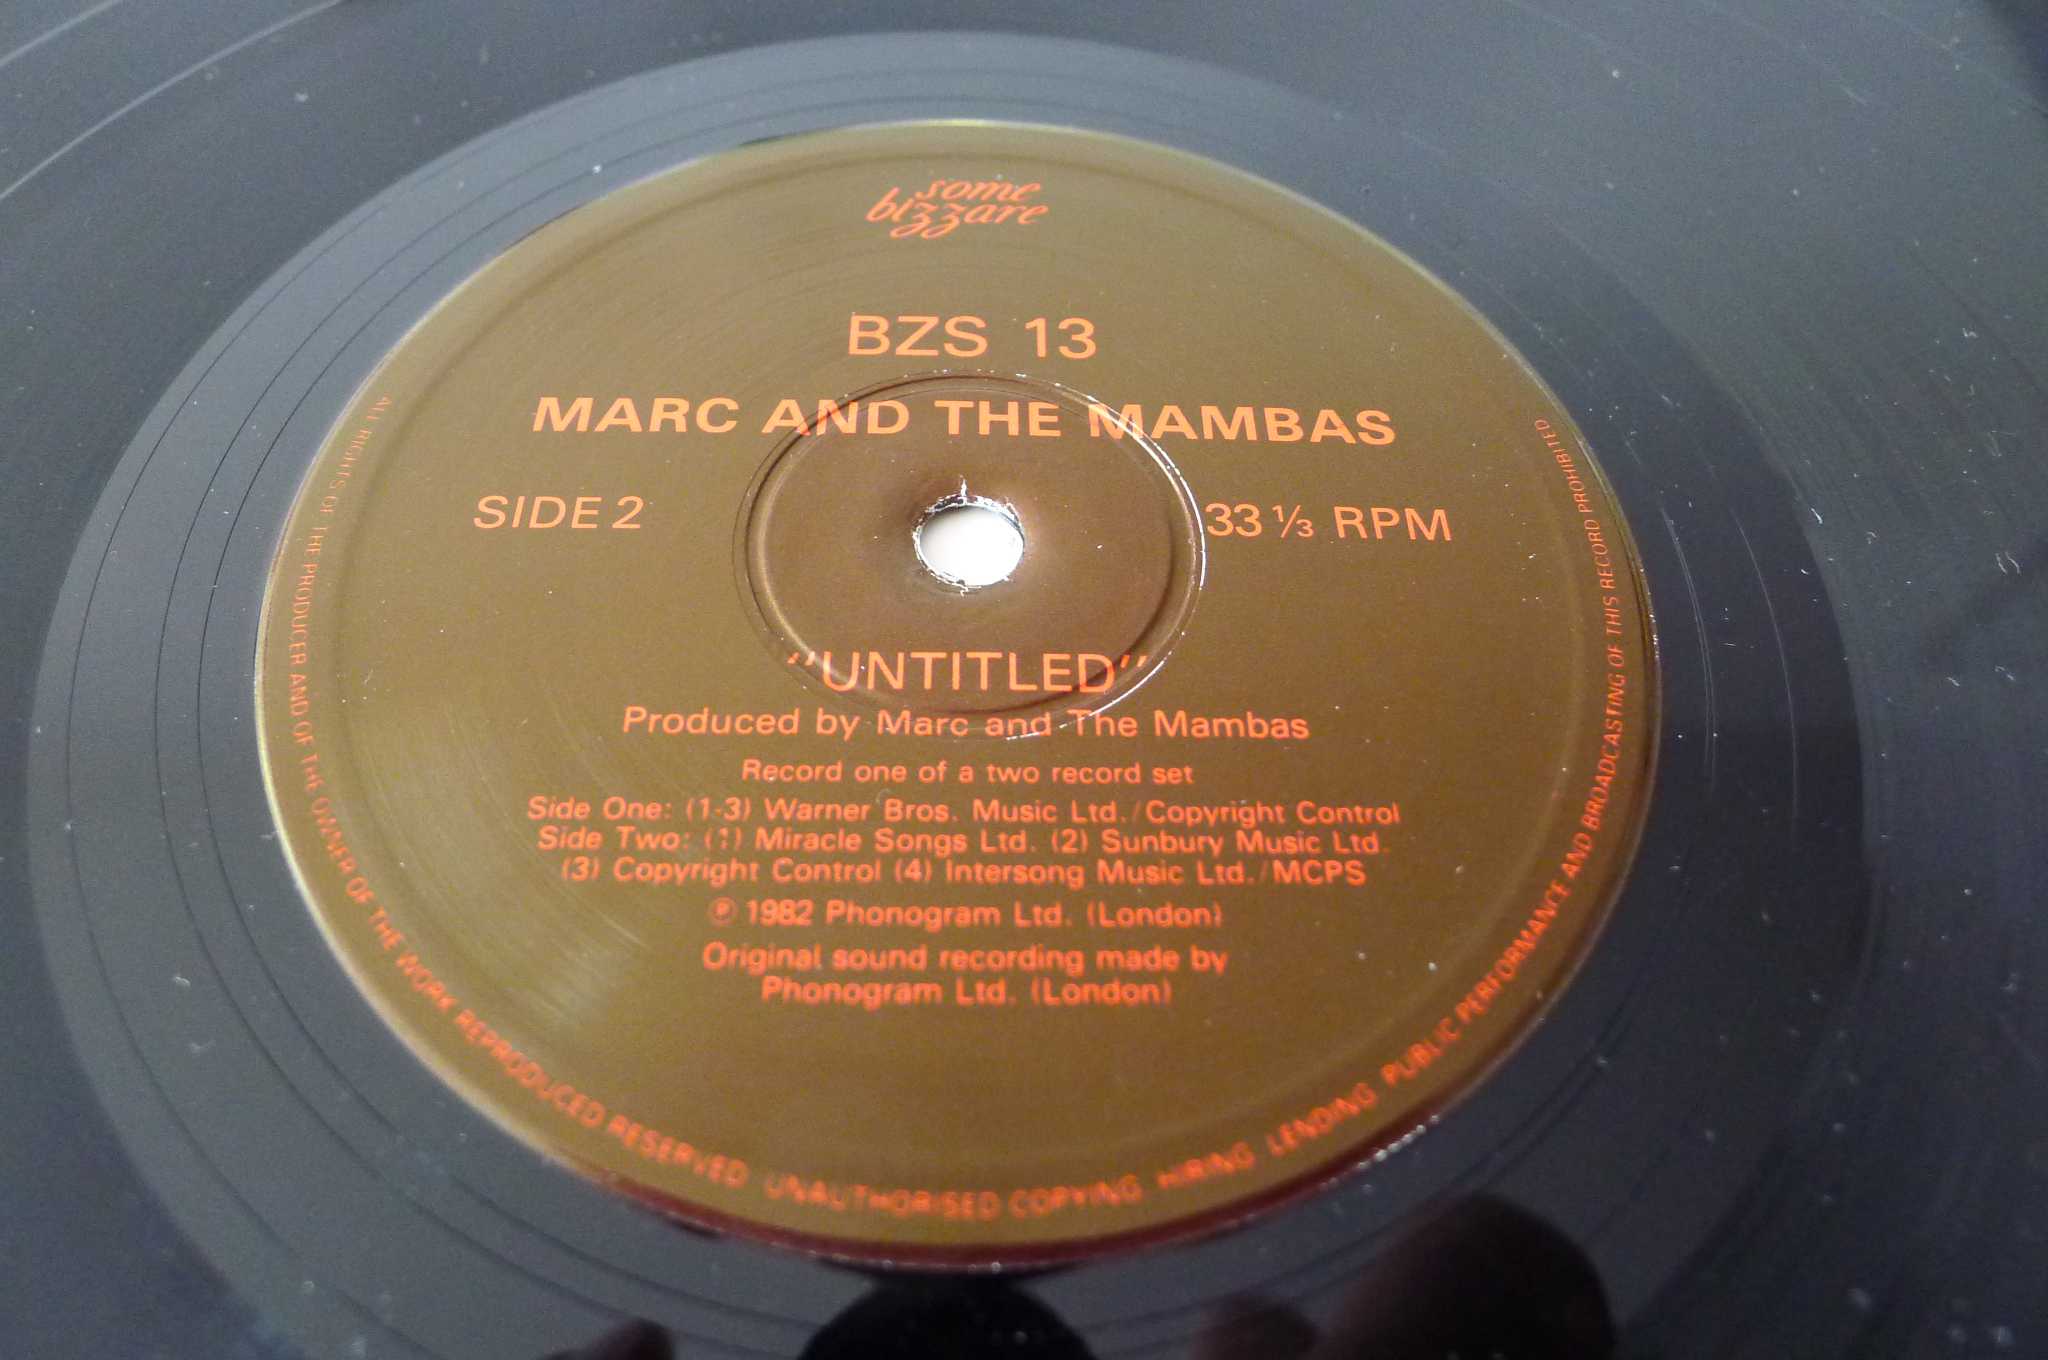 some
bizzare
BZS 13
MARC AND THE MAMBAS
SIDE 2
33 ⅓ RPM
"UNTITLED"
Produced by Marc and The Mambas
Record one of a two record set
Side One: (1-3) Warner Bros. Music Ltd./Copyright Control
Side Two: (1) Miracle Songs Ltd. (2) Sunbury Music Ltd.
(3) Copyright Control (4) Intersong Music Ltd./MCPS
℗ 1982 Phonogram Ltd. (London)
Original sound recording made by
Phonogram Ltd. (London)
ALL RIGHTS OF THE PRODUCER AND OF THE OWNER OF THE WORK REPRODUCED RESERVED UNAUTHORISED COPYING HIRING LENDING PUBLIC PERFORMANCE AND BROADCASTING OF THIS RECORD PROHIBITED